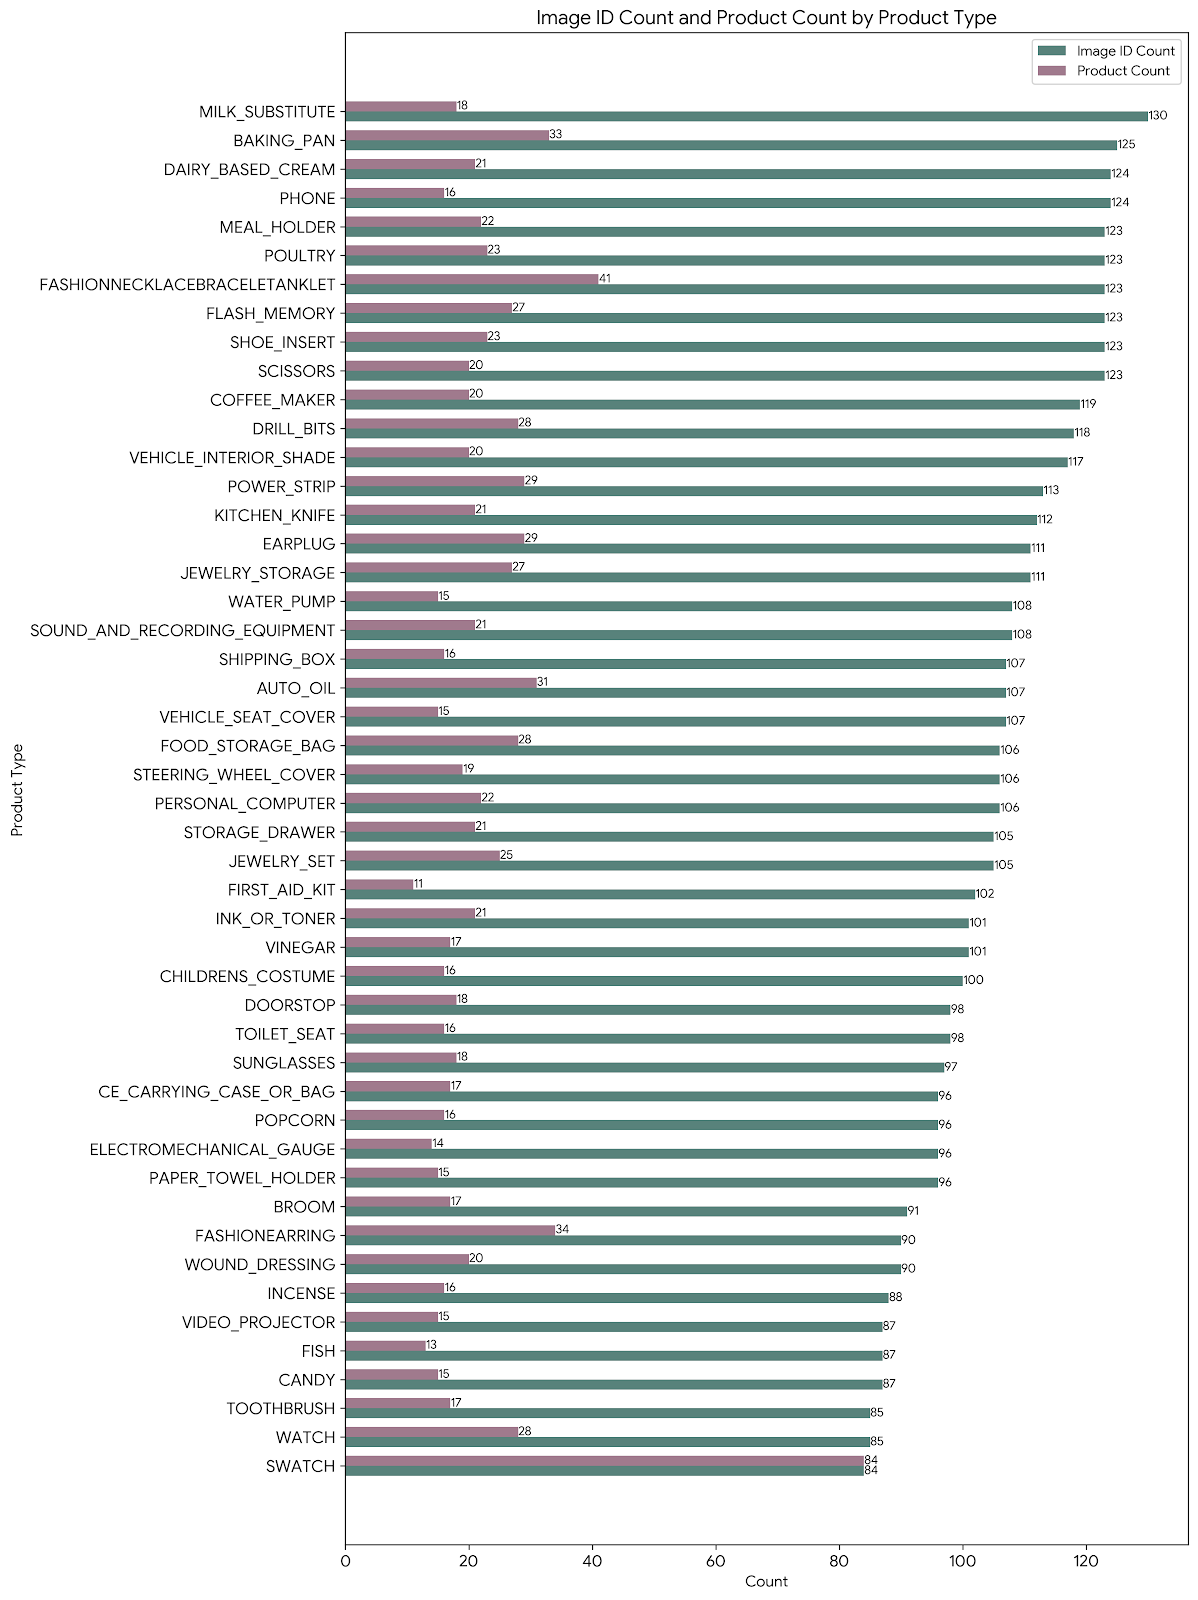 Image ID Count and Product Count by Product Type
Image ID Count
Product Count
MILK_SUBSTITUTE 18 130
BAKING_PAN 33 125
DAIRY_BASED_CREAM 21 124
PHONE 16 124
MEAL_HOLDER 22 123
POULTRY 23 123
FASHIONNECKLACEBRACELETANKLET 41 123
FLASH_MEMORY 27 123
SHOE_INSERT 23 123
SCISSORS 20 123
COFFEE_MAKER 20 119
DRILL_BITS 28 118
VEHICLE_INTERIOR_SHADE 20 117
POWER_STRIP 29 113
KITCHEN_KNIFE 21 112
EARPLUG 29 111
JEWELRY_STORAGE 27 111
WATER_PUMP 15 108
SOUND_AND_RECORDING_EQUIPMENT 21 108
SHIPPING_BOX 16 107
AUTO_OIL 31 107
VEHICLE_SEAT_COVER 15 107
FOOD_STORAGE_BAG 28 106
STEERING_WHEEL_COVER 19 106
PERSONAL_COMPUTER 22 106
STORAGE_DRAWER 21 105
JEWELRY_SET 25 105
FIRST_AID_KIT 11 102
INK_OR_TONER 21 101
VINEGAR 17 101
CHILDRENS_COSTUME 16 100
DOORSTOP 18 98
TOILET_SEAT 16 98
SUNGLASSES 18 97
CE_CARRYING_CASE_OR_BAG 17 96
POPCORN 16 96
ELECTROMECHANICAL_GAUGE 14 96
PAPER_TOWEL_HOLDER 15 96
BROOM 17 91
FASHIONEARRING 34 90
WOUND_DRESSING 20 90
INCENSE 16 88
VIDEO_PROJECTOR 15 87
FISH 13 87
CANDY 15 87
TOOTHBRUSH 17 85
WATCH 28 85
SWATCH 84 84
Product Type
0 20 40 60 80 100 120
Count